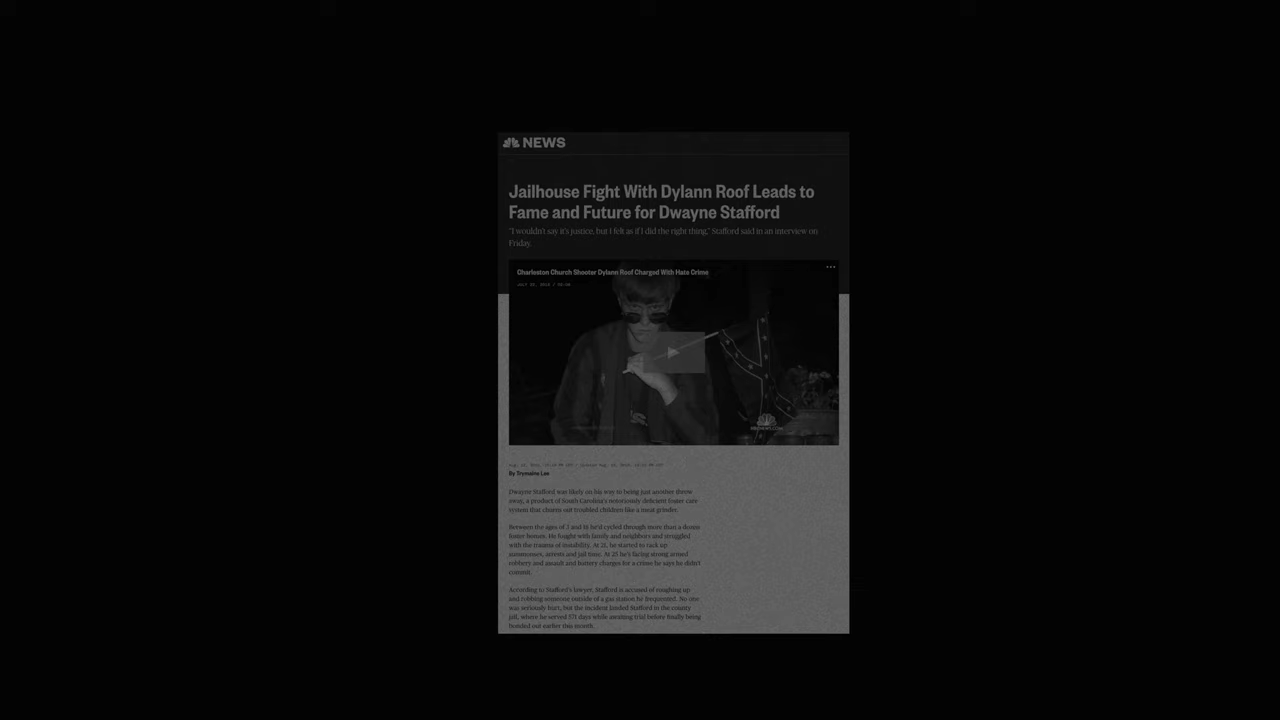 NEWS
Jailhouse Fight With Dylann Roof Leads to
Fame and Future for Dwayne Stafford
"I wouldn't say it's justice, but I felt as if I did the right thing," Stafford said in an interview on
Friday.
Charleston Church Shooter Dylann Roof Charged With Hate Crime
By Trymaine Lee
Dwayne Stafford was likely on his way to being just another throw
away, a product of South Carolina's notoriously deficient foster care
system that churns out troubled children like a meat grinder.
Between the ages of 3 and 16 he'd cycled through more than a dozen
foster homes. He fought with family and neighbors and struggled
with the trauma of instability. At 21, he started to rack up
summonses, arrests and jail time. At 25 he's facing strong armed
robbery and assault and battery charges for a crime he says he didn't
commit.
According to Stafford's lawyer, Stafford is accused of roughing up
and robbing someone outside of a gas station he frequented. No one
was seriously hurt, but the incident landed Stafford in the county
jail, where he served 571 days while awaiting trial before finally being
bonded out earlier this month.